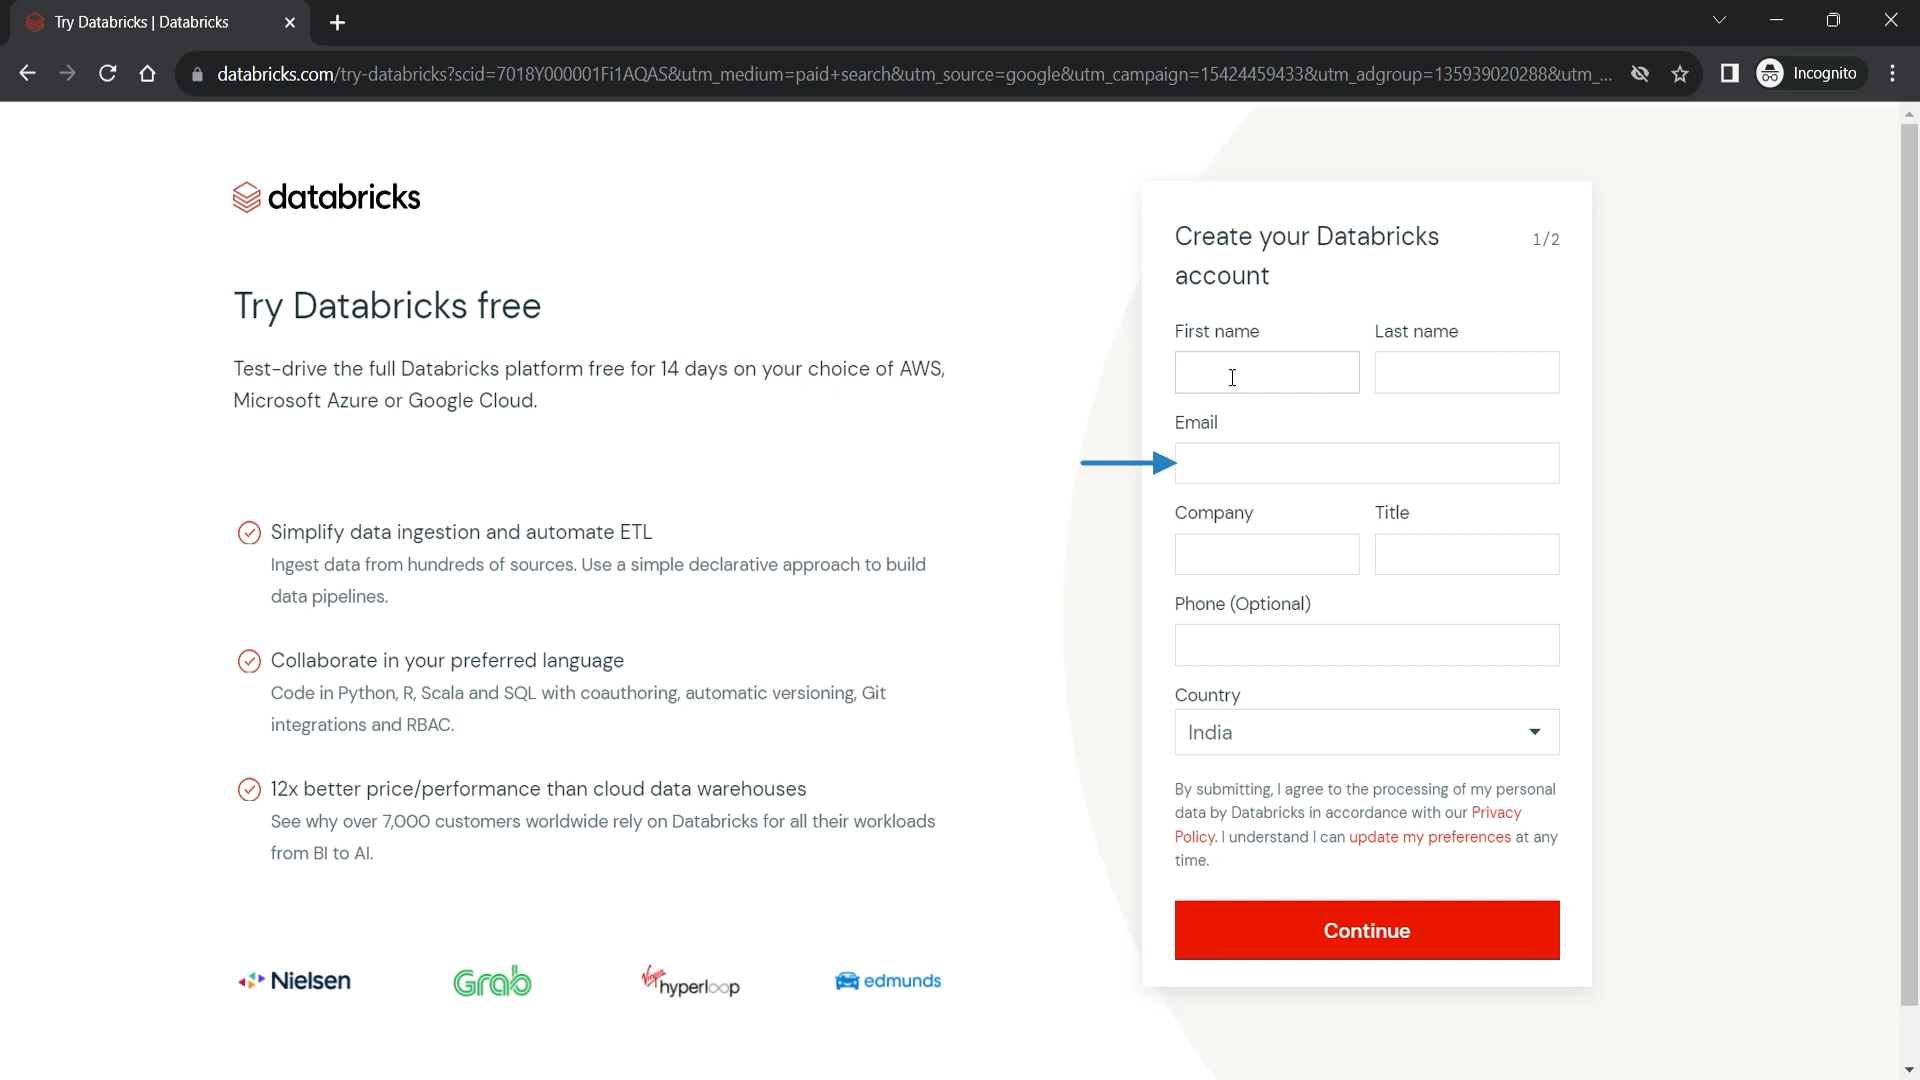 Try Databricks | Databricks
databricks.com/try-databricks?scid=7018Y000001Fi1AQAS&utm_medium=paid+search&utm_source=google&utm_campaign=15424459433&utm_adgroup=135939020288&utm_...
Incognito
databricks
Try Databricks free
Test-drive the full Databricks platform free for 14 days on your choice of AWS,
Microsoft Azure or Google Cloud.
Simplify data ingestion and automate ETL
Ingest data from hundreds of sources. Use a simple declarative approach to build
data pipelines.
Collaborate in your preferred language
Code in Python, R, Scala and SQL with coauthoring, automatic versioning, Git
integrations and RBAC.
12x better price/performance than cloud data warehouses
See why over 7,000 customers worldwide rely on Databricks for all their workloads
from BI to AI.
Nielsen
Grab
Virgin
hyperloop
edmunds
Create your Databricks
account
1/2
First name
Last name
Email
Company
Title
Phone (Optional)
Country
India
By submitting, I agree to the processing of my personal
data by Databricks in accordance with our Privacy
Policy. I understand I can update my preferences at any
time.
Continue